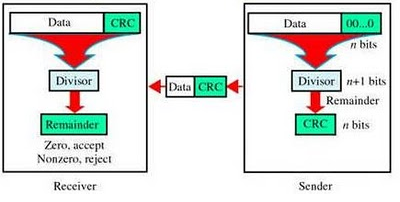 Data CRC
Divisor
Remainder
Zero, accept
Nonzero, reject
Receiver
Data CRC
Data 00...0
n bits
Divisor n+1 bits
Remainder
CRC n bits
Sender